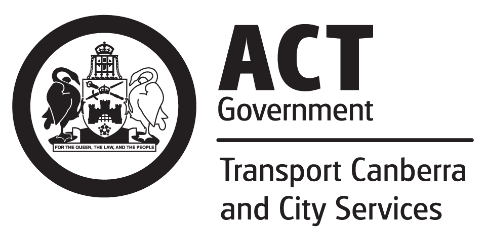 ACT
Government
FOR THE QUEEN, THE LAW, AND THE PEOPLE
Transport Canberra
and City Services